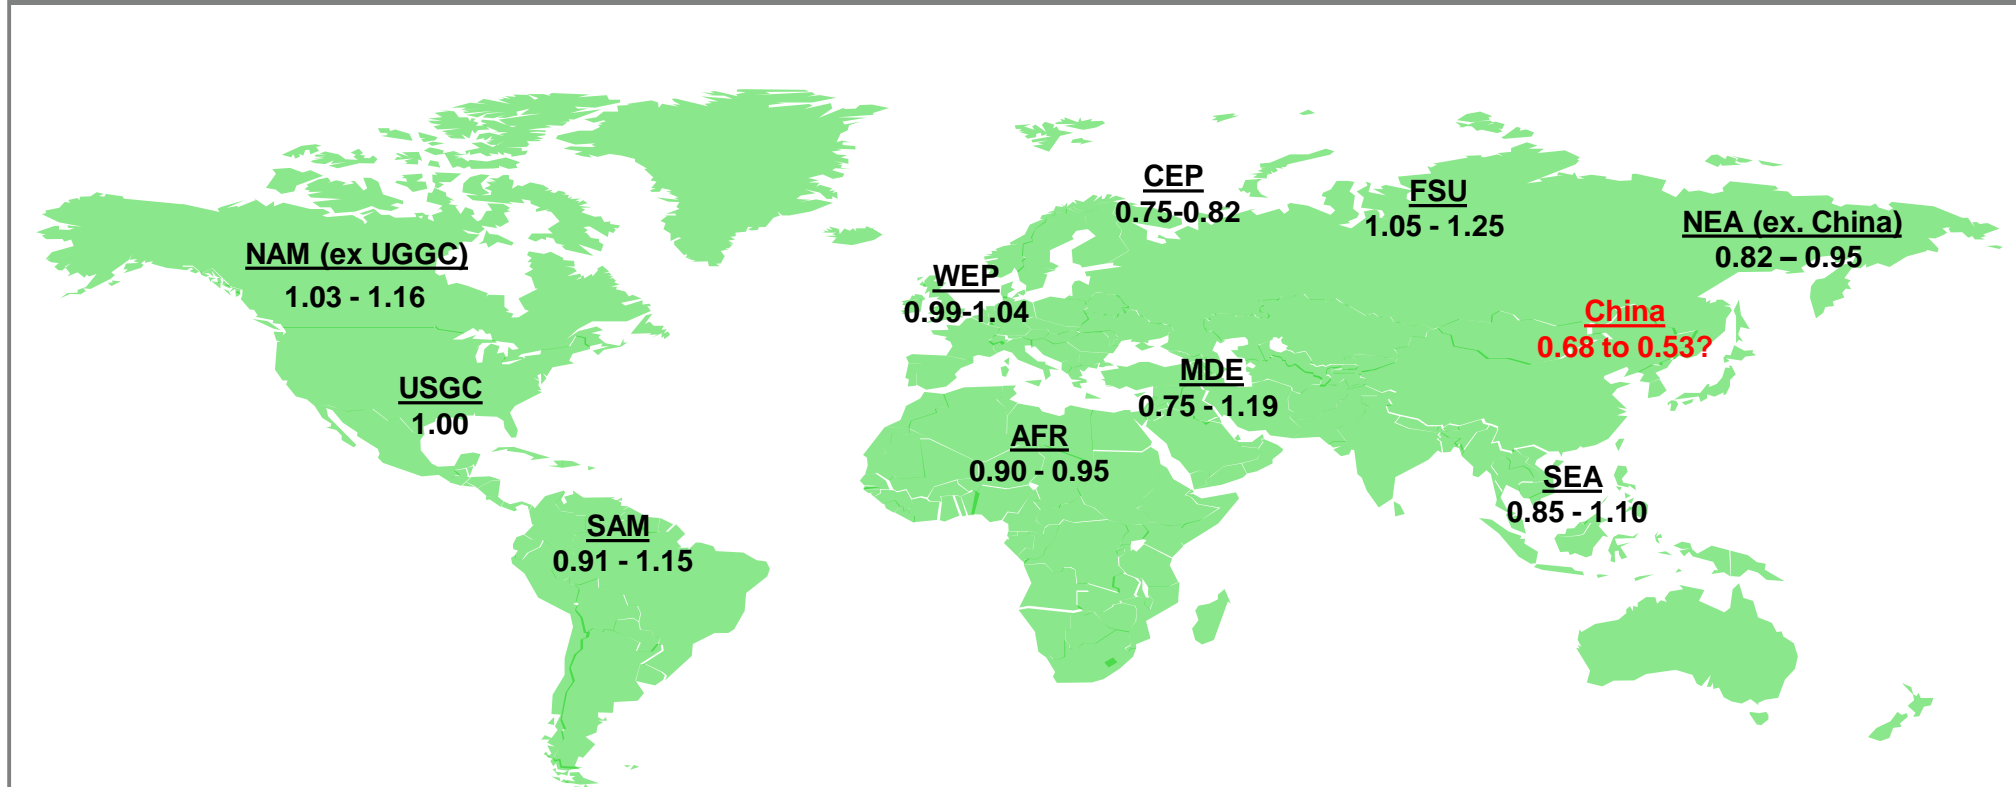 CEP
0.75-0.82
FSU
1.05 - 1.25
NEA (ex. China)
0.82 – 0.95
NAM (ex UGGC)
1.03 - 1.16
WEP
0.99-1.04
China
0.68 to 0.53?
MDE
0.75 - 1.19
USGC
1.00
AFR
0.90 - 0.95
SEA
0.85 - 1.10
SAM
0.91 - 1.15